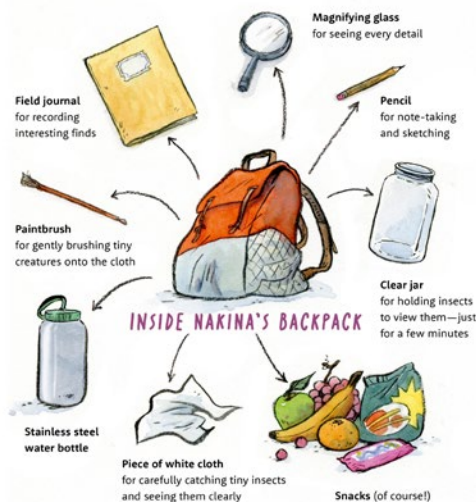 Magnifying glass
for seeing every detail
Field journal
for recording
interesting finds
Pencil
for note-taking
and sketching
Paintbrush
for gently brushing tiny
creatures onto the cloth
Clear jar
for holding insects
to view them—just
for a few minutes
INSIDE NAKINA'S BACKPACK
Stainless steel
water bottle
Piece of white cloth
for carefully catching tiny insects
and seeing them clearly
Snacks (of course!)